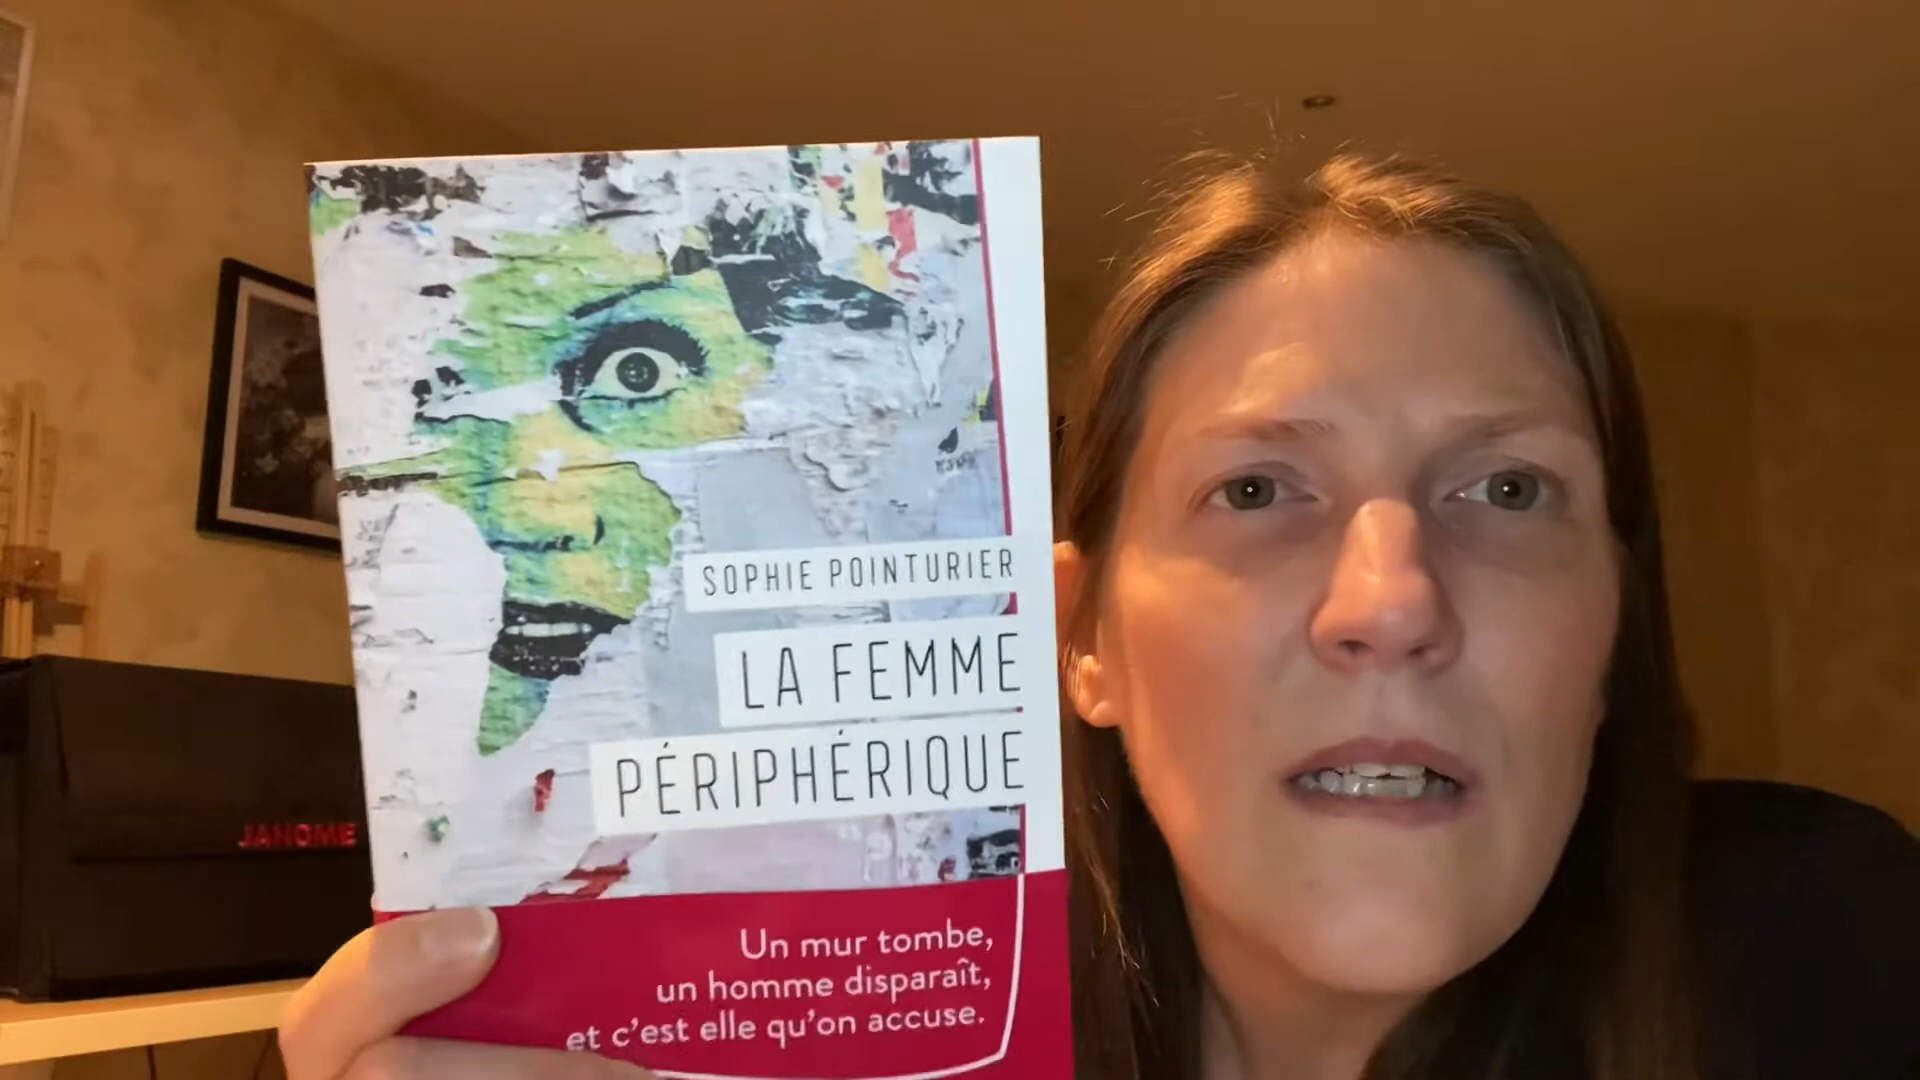 SOPHIE POINTURIER
LA FEMME
PÉRIPHÉRIQUE
Un mur tombe,
un homme disparaît,
et c'est elle qu'on accuse.
JANOME